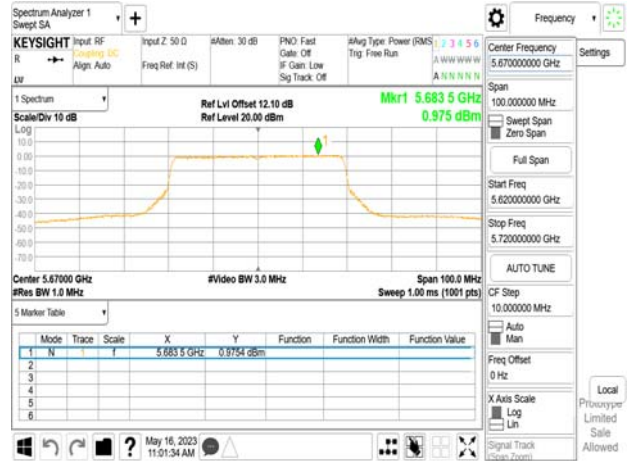 Spectrum Analyzer 1
Swept SA
+
Frequency
KEYSIGHT Input: RF Input Z: 50 Ω #Atten: 30 dB PNO: Fast #Avg Type: Power (RMS 1 2 3 4 5 6
R Coupling: DC Gate: Off Trig: Free Run
Align: Auto Freq Ref: Int (S) IF Gain: Low A W W W W W
Sig Track: Off A N N N N N
Center Frequency
5.670000000 GHz
Settings
Span
100.000000 MHz
Swept Span
Zero Span
Full Span
Start Freq
5.620000000 GHz
Stop Freq
5.720000000 GHz
AUTO TUNE
CF Step
10.000000 MHz
Auto
Man
Freq Offset
0 Hz
X Axis Scale
Log
Lin
Signal Track
(Span Zoom)
Local
Prototype
Limited
Sale
Allowed
1 Spectrum
Ref Lvl Offset 12.10 dB Mkr1 5.683 5 GHz
Scale/Div 10 dB Ref Level 20.00 dBm 0.975 dBm
Log
10.0
0.00
-10.0
-20.0
-30.0
-40.0
-50.0
-60.0
-70.0
1
Center 5.67000 GHz #Video BW 3.0 MHz Span 100.0 MHz
#Res BW 1.0 MHz Sweep 1.00 ms (1001 pts)
5 Marker Table
Mode Trace Scale X Y Function Function Width Function Value
1 N 1 f 5.683 5 GHz 0.9754 dBm
2
3
4
5
6
? May 16, 2023
11:01:34 AM